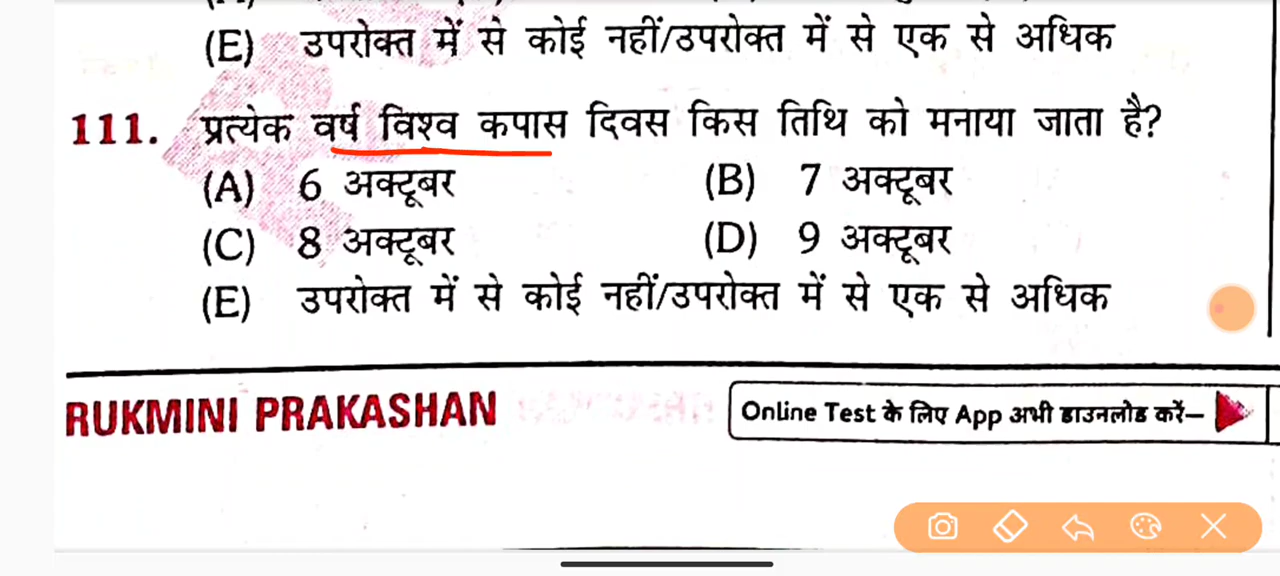 (E) उपरोक्त में से कोई नहीं/उपरोक्त में से एक से अधिक
111. प्रत्येक वर्ष विश्व कपास दिवस किस तिथि को मनाया जाता है?
(A) 6 अक्टूबर (B) 7 अक्टूबर
(C) 8 अक्टूबर (D) 9 अक्टूबर
(E) उपरोक्त में से कोई नहीं/उपरोक्त में से एक से अधिक
RUKMINI PRAKASHAN
Online Test के लिए App अभी डाउनलोड करें–